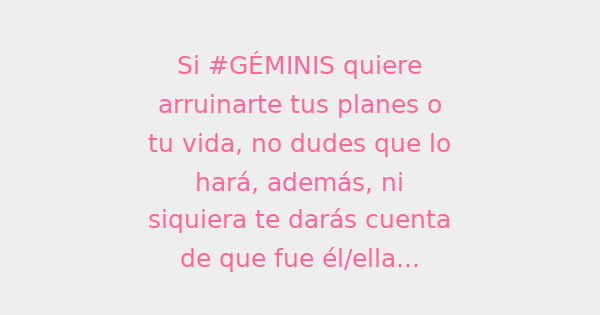 Si #GÉMINIS quiere
arruinarte tus planes o
tu vida, no dudes que lo
hará, además, ni
siquiera te darás cuenta
de que fue él/ella...